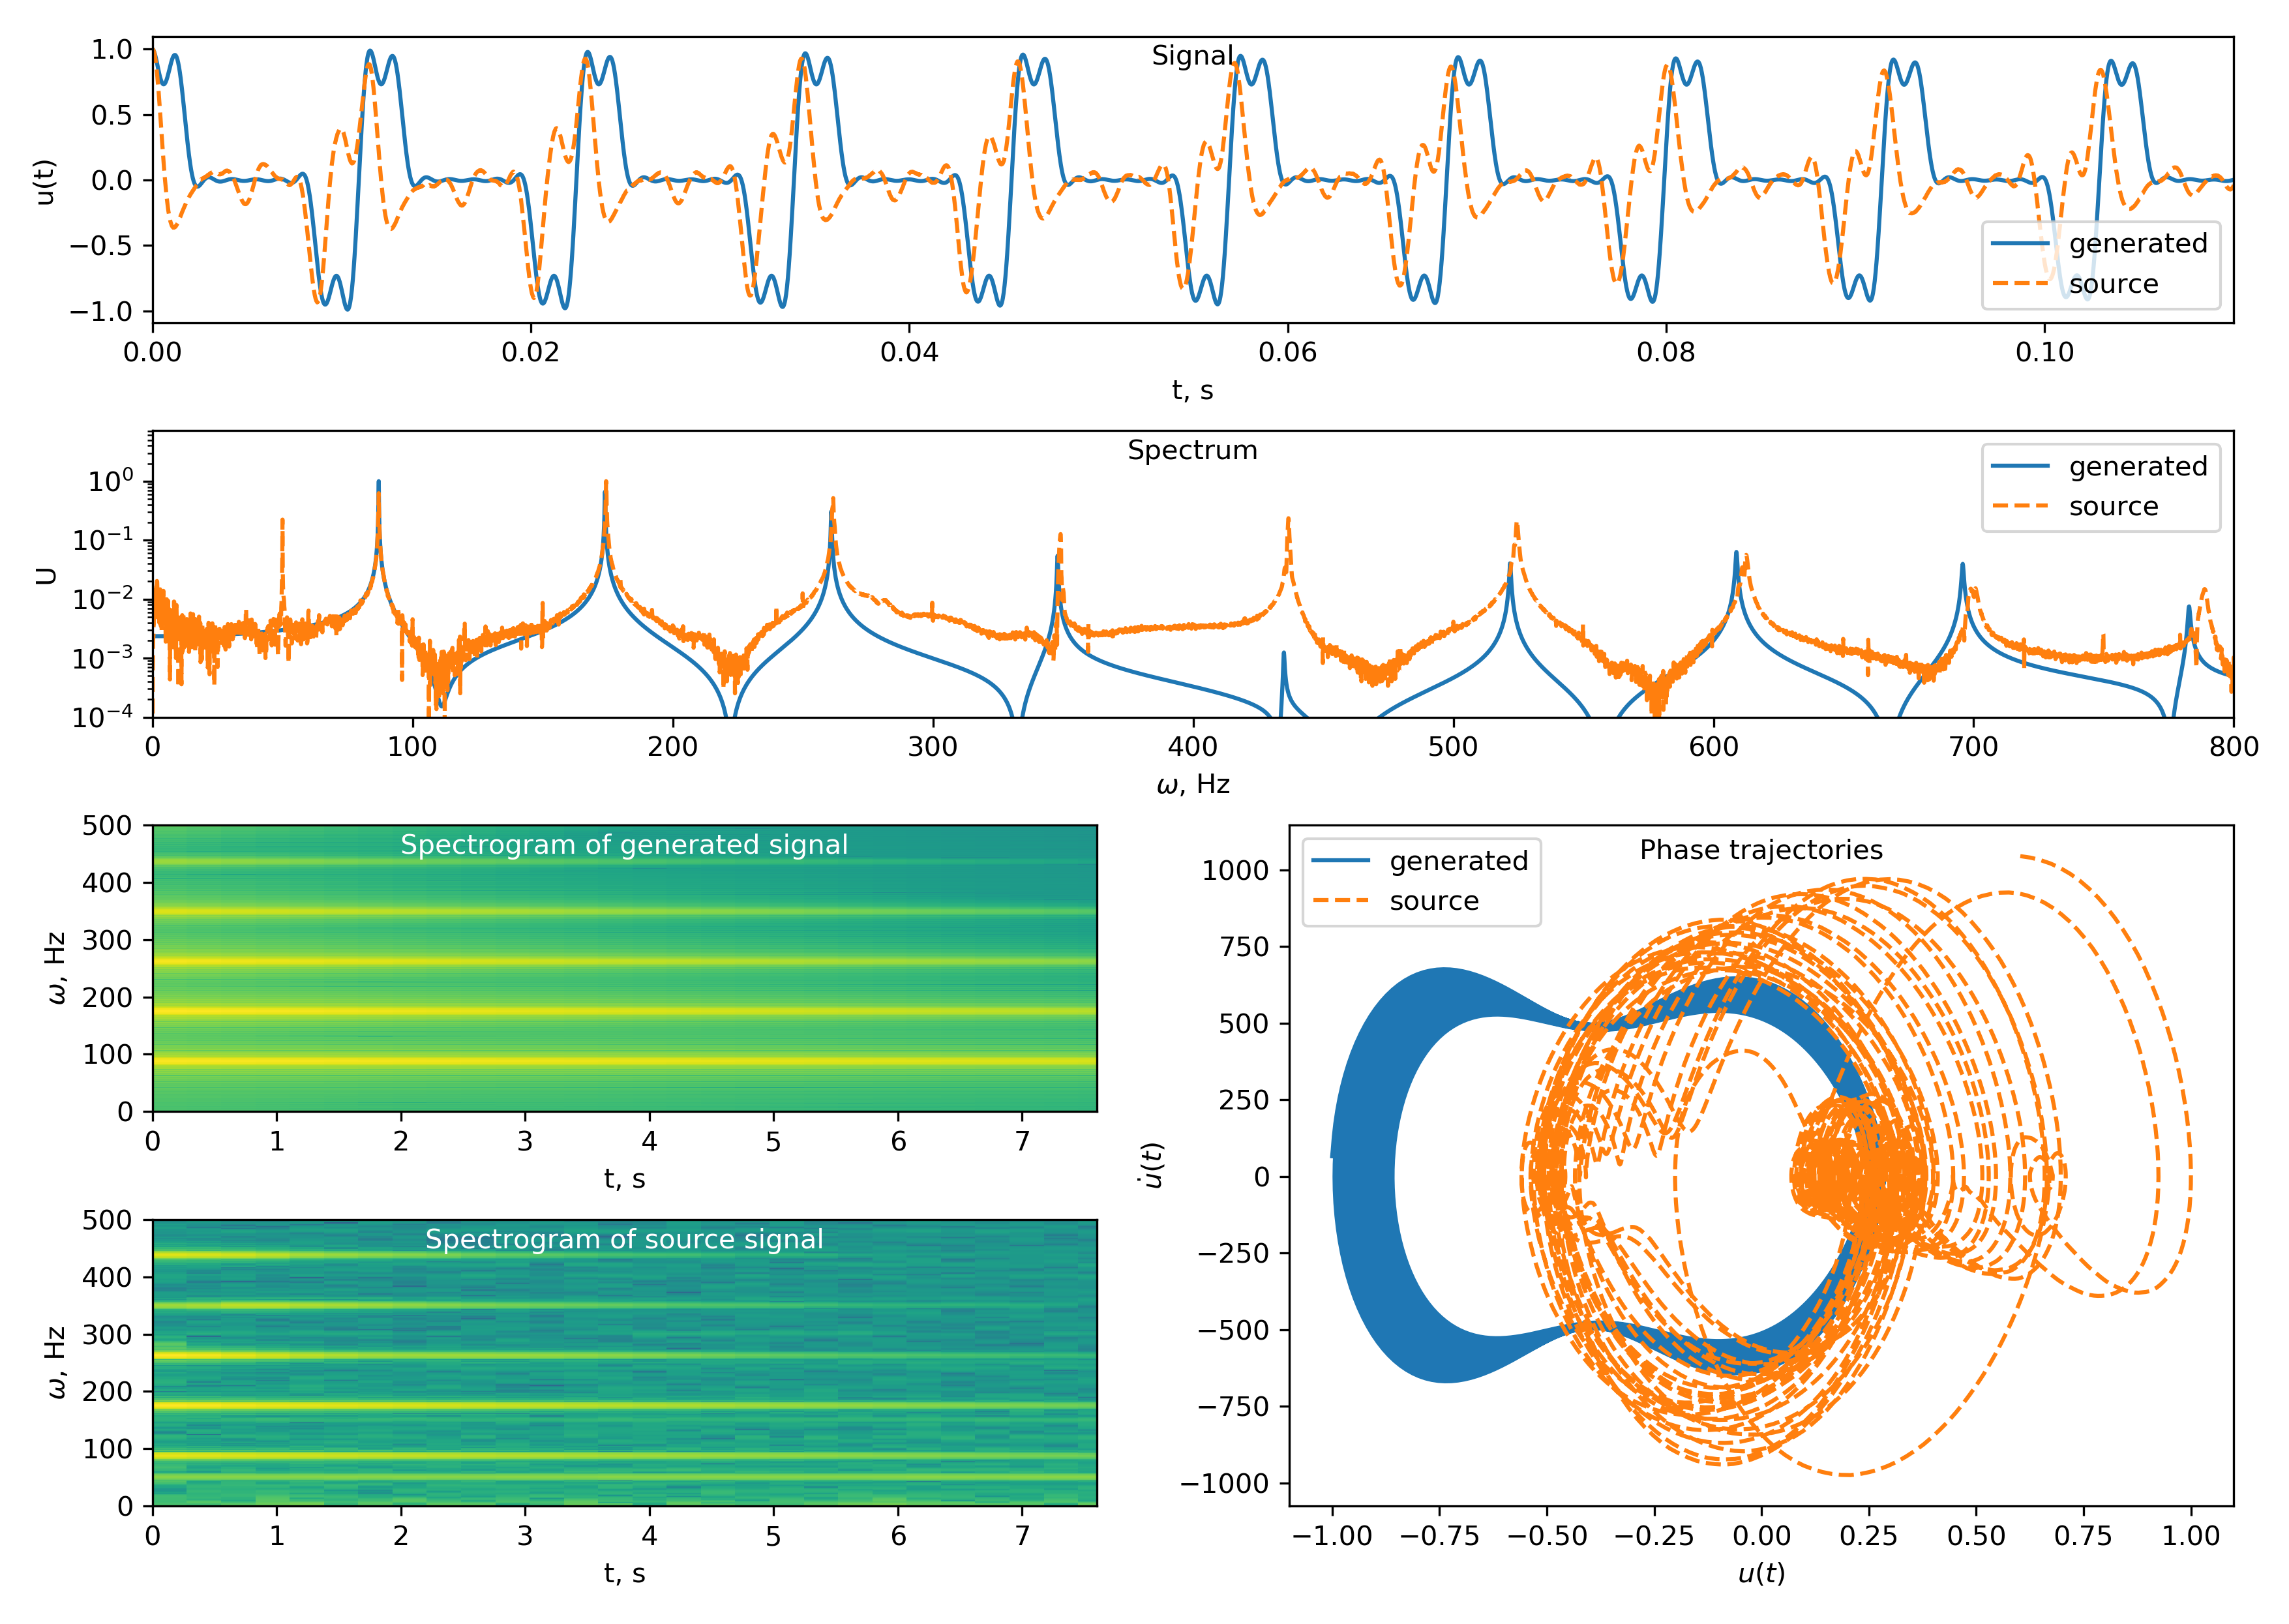 Signal
1.0
0.5
0.0
−0.5
−1.0
u(t)
generated
source
0.00 0.02 0.04 0.06 0.08 0.10
t, s
Spectrum
10⁰
10⁻¹
10⁻²
10⁻³
10⁻⁴
U
generated
source
0 100 200 300 400 500 600 700 800
ω, Hz
Spectrogram of generated signal
500
400
300
200
100
0
ω, Hz
0 1 2 3 4 5 6 7
t, s
Spectrogram of source signal
500
400
300
200
100
0
ω, Hz
0 1 2 3 4 5 6 7
t, s
Phase trajectories
generated
source
1000
750
500
250
0
−250
−500
−750
−1000
u̇(t)
−1.00 −0.75 −0.50 −0.25 0.00 0.25 0.50 0.75 1.00
u(t)